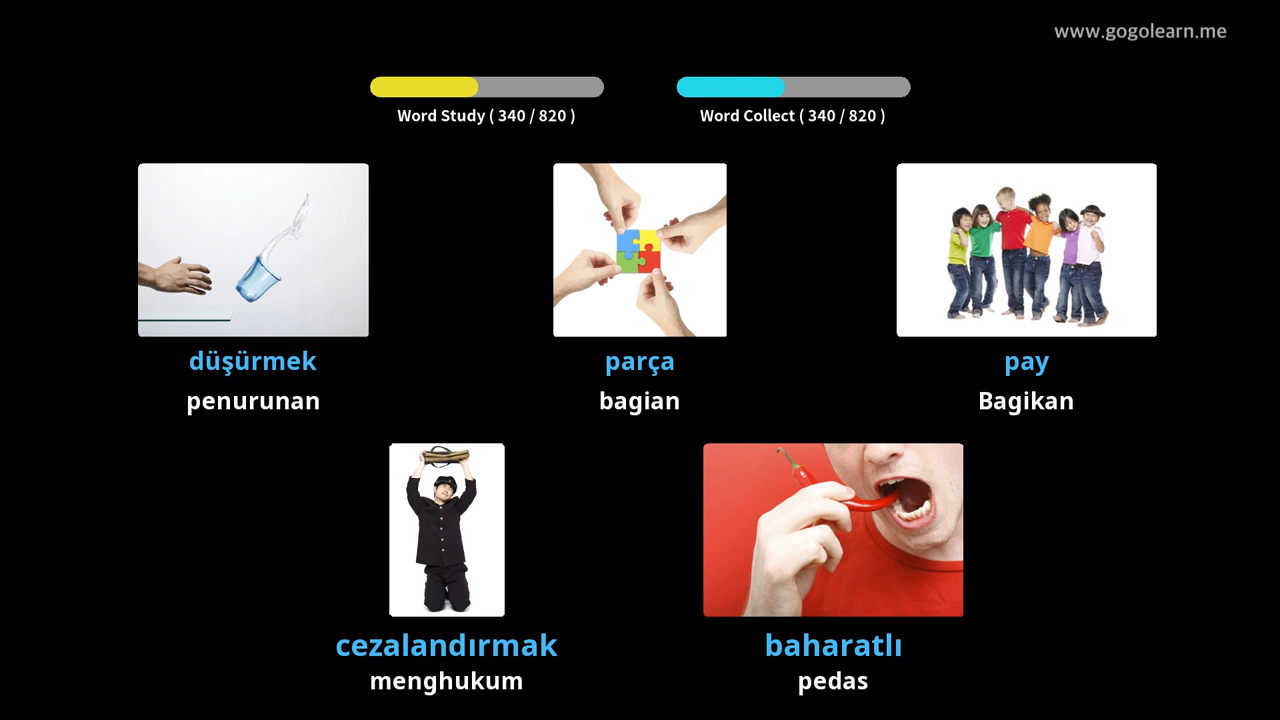 www.gogolearn.me
Word Study ( 340 / 820 )
Word Collect ( 340 / 820 )
düşürmek
penurunan
parça
bagian
pay
Bagikan
cezalandırmak
menghukum
baharatlı
pedas